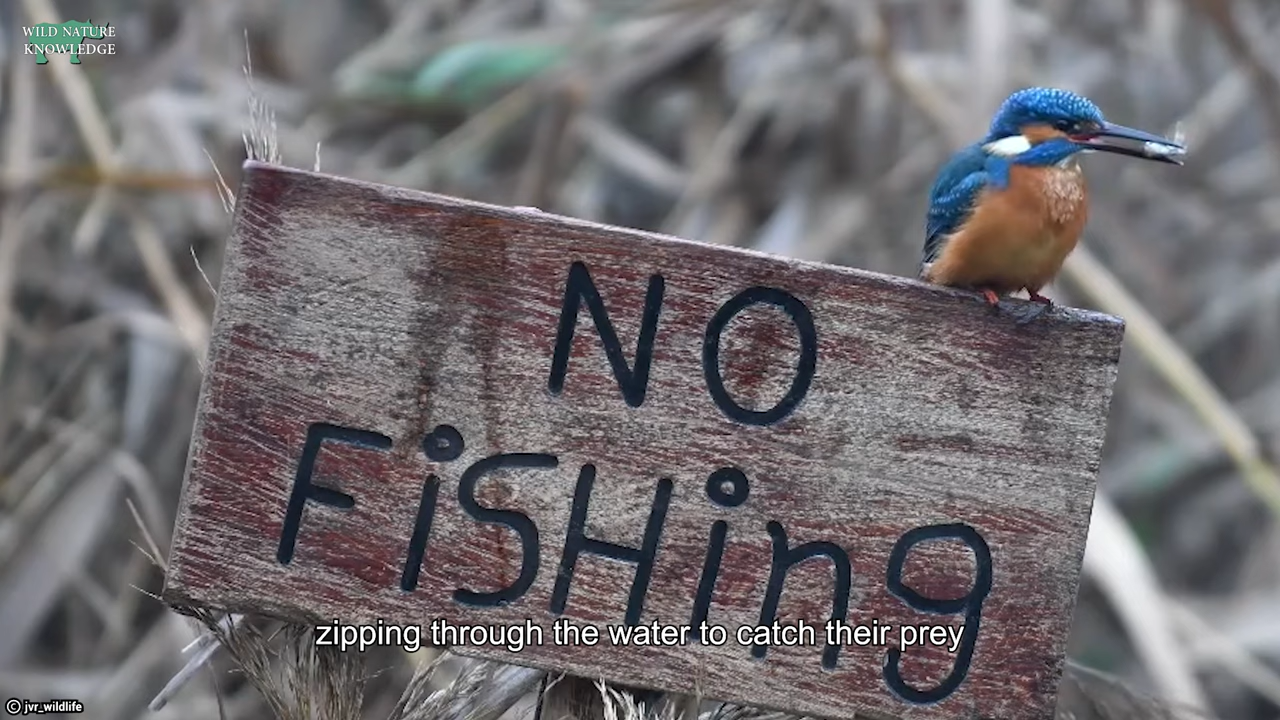 WILD NATURE
KNOWLEDGE
NO
FiSHing
zipping through the water to catch their prey
© jvr_wildlife